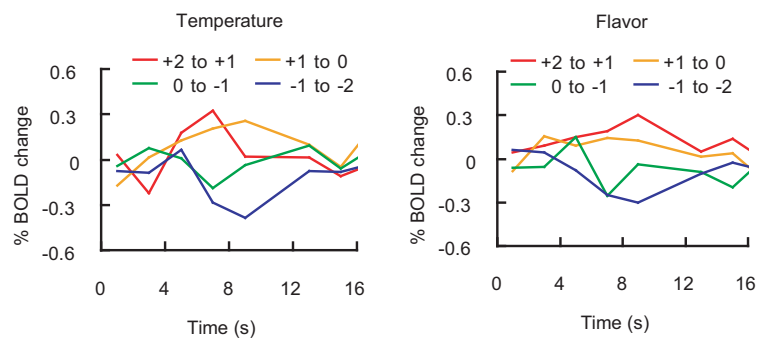 Temperature
+2 to +1 +1 to 0
0 to -1 -1 to -2
0.6
0.3
0
-0.3
-0.6
% BOLD change
0 4 8 12 16
Time (s)
Flavor
+2 to +1 +1 to 0
0 to -1 -1 to -2
0.6
0.3
0
-0.3
-0.6
% BOLD change
0 4 8 12 16
Time (s)